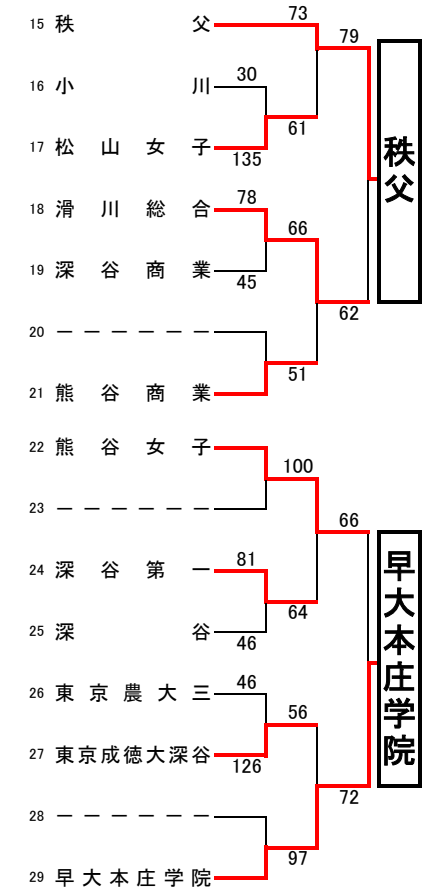 15 秩父
73
79
16 小川
30
61
17 松山女子
135
秩父
18 滑川総合
78
66
19 深谷商業
45
62
20 ーーーーーー
51
21 熊谷商業
22 熊谷女子
100
23 ーーーーーー
66
24 深谷第一
81
64
25 深谷
46
早大本庄学院
26 東京農大三
46
56
27 東京成徳大深谷
126
72
28 ーーーーーー
97
29 早大本庄学院